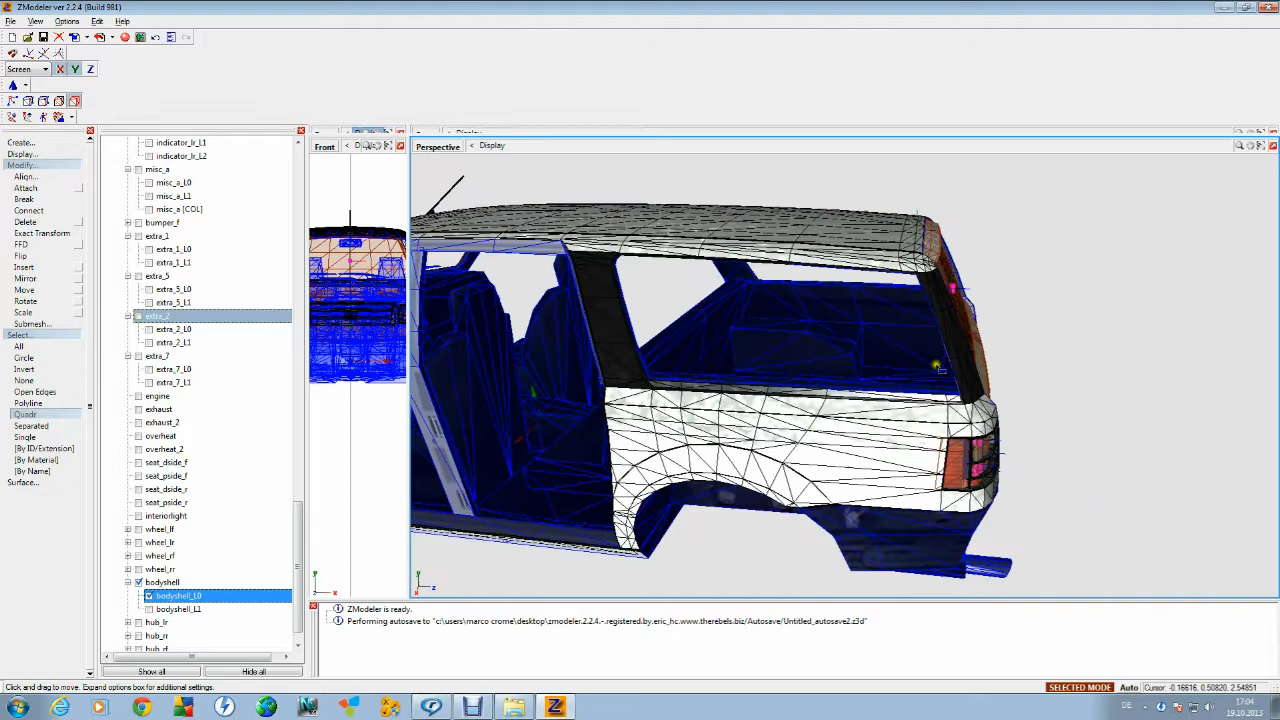 ZModeler ver 2.2.4 (Build 981)
File View Options Edit Help
Screen X Y Z
Create...
Display...
Modify...
Align...
Attach
Break
Connect
Delete
Exact Transform
FFD
Flip
Insert
Inter
Move
Rotate
Scale
Submesh...
Select...
All
Circle
Invert
None
Open Edges
Polyline
Quadr
Separated
Single
[By ID/Extension]
[By Material]
[By Name]
Surface...
indicator_lr_L1
indicator_lr_L2
misc_a
misc_a_L0
misc_a_L1
misc_a [COL]
bumper_f
extra_1
extra_1_L0
extra_1_L1
extra_5
extra_5_L0
extra_5_L1
extra_2
extra_2_L0
extra_2_L1
extra_7
extra_7_L0
extra_7_L1
engine
exhaust
exhaust_2
overheat
overheat_2
seat_dside_f
seat_pside_f
seat_dside_r
seat_pside_r
interiorlight
wheel_lf
wheel_lr
wheel_rf
wheel_rr
bodyshell
bodyshell_L0
bodyshell_L1
hub_lr
hub_rr
hub_rf
Show all Hide all
Front
Perspective < Display
ZModeler is ready.
Performing autosave to "c:\users\marco crome\desktop\zmodeler.2.2.4.-.registered.by.eric_hc.www.therebels.biz/Autosave/Untitled_autosave2.z3d"
Click and drag to move. Expand options box for additional settings.
SELECTED MODE Auto Cursor: -0.16616, 0.50820, 2.54851
DE
17:04
19.10.2013